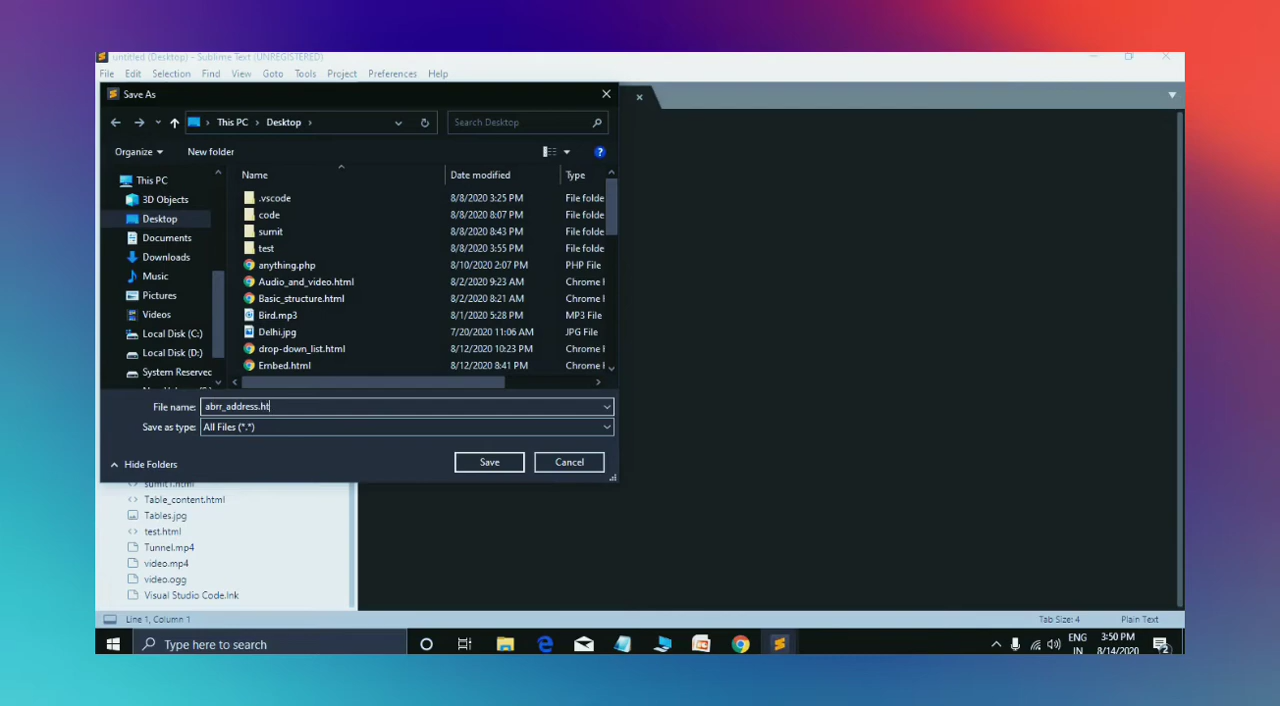 untitled (Desktop) - Sublime Text (UNREGISTERED)
File Edit Selection Find View Goto Tools Project Preferences Help
Save As
This PC > Desktop >
Search Desktop
Organize
New folder
Name
Date modified
Type
This PC
3D Objects
Desktop
Documents
Downloads
Music
Pictures
Videos
Local Disk (C:)
Local Disk (D:)
System Reservec
.vscode 8/8/2020 3:25 PM File folde
code 8/8/2020 8:07 PM File folde
sumit 8/8/2020 8:43 PM File folde
test 8/8/2020 3:55 PM File folde
anything.php 8/10/2020 2:07 PM PHP File
Audio_and_video.html 8/2/2020 9:23 AM Chrome H
Basic_structure.html 8/2/2020 8:21 AM Chrome H
Bird.mp3 8/1/2020 5:28 PM MP3 File
Delhi.jpg 7/20/2020 11:06 AM JPG File
drop-down_list.html 8/12/2020 10:23 PM Chrome H
Embed.html 8/12/2020 8:41 PM Chrome H
File name: abrr_address.ht
Save as type: All Files (*.*)
Hide Folders
Save
Cancel
sumit1.html
Table_content.html
Tables.jpg
test.html
Tunnel.mp4
video.mp4
video.ogg
Visual Studio Code.lnk
Line 1, Column 1
Tab Size: 4
Plain Text
Type here to search
ENG
IN
3:50 PM
8/14/2020
2